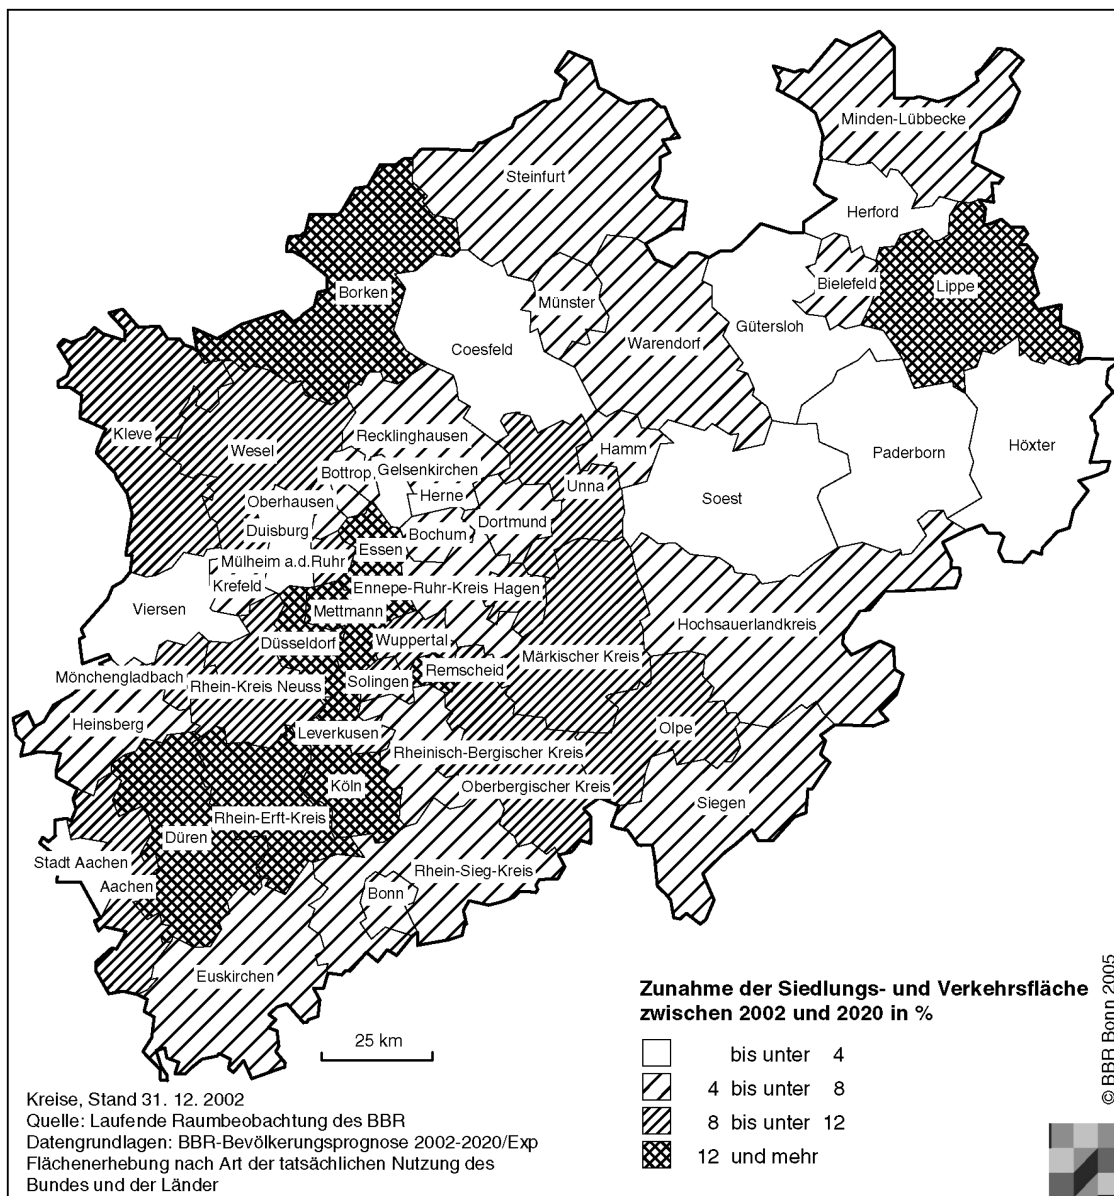 Minden-Lübbecke
Steinfurt
Herford
Borken
Münster
Bielefeld
Lippe
Gütersloh
Coesfeld
Warendorf
Kleve
Wesel
Recklinghausen
Hamm
Paderborn
Höxter
Bottrop
Gelsenkirchen
Unna
Oberhausen
Herne
Soest
Duisburg
Bochum
Dortmund
Essen
Mülheim a.d.Ruhr
Krefeld
Ennepe-Ruhr-Kreis
Hagen
Viersen
Mettmann
Hochsauerlandkreis
Düsseldorf
Wuppertal
Märkischer Kreis
Mönchengladbach
Rhein-Kreis Neuss
Solingen
Remscheid
Heinsberg
Leverkusen
Olpe
Rheinisch-Bergischer Kreis
Köln
Oberbergischer Kreis
Siegen
Rhein-Erft-Kreis
Düren
Stadt Aachen
Aachen
Rhein-Sieg-Kreis
Bonn
Euskirchen
25 km
Zunahme der Siedlungs- und Verkehrsfläche
zwischen 2002 und 2020 in %
bis unter 4
4 bis unter 8
8 bis unter 12
12 und mehr
Kreise, Stand 31. 12. 2002
Quelle: Laufende Raumbeobachtung des BBR
Datengrundlagen: BBR-Bevölkerungsprognose 2002-2020/Exp
Flächenerhebung nach Art der tatsächlichen Nutzung des
Bundes und der Länder
© BBR Bonn 2005